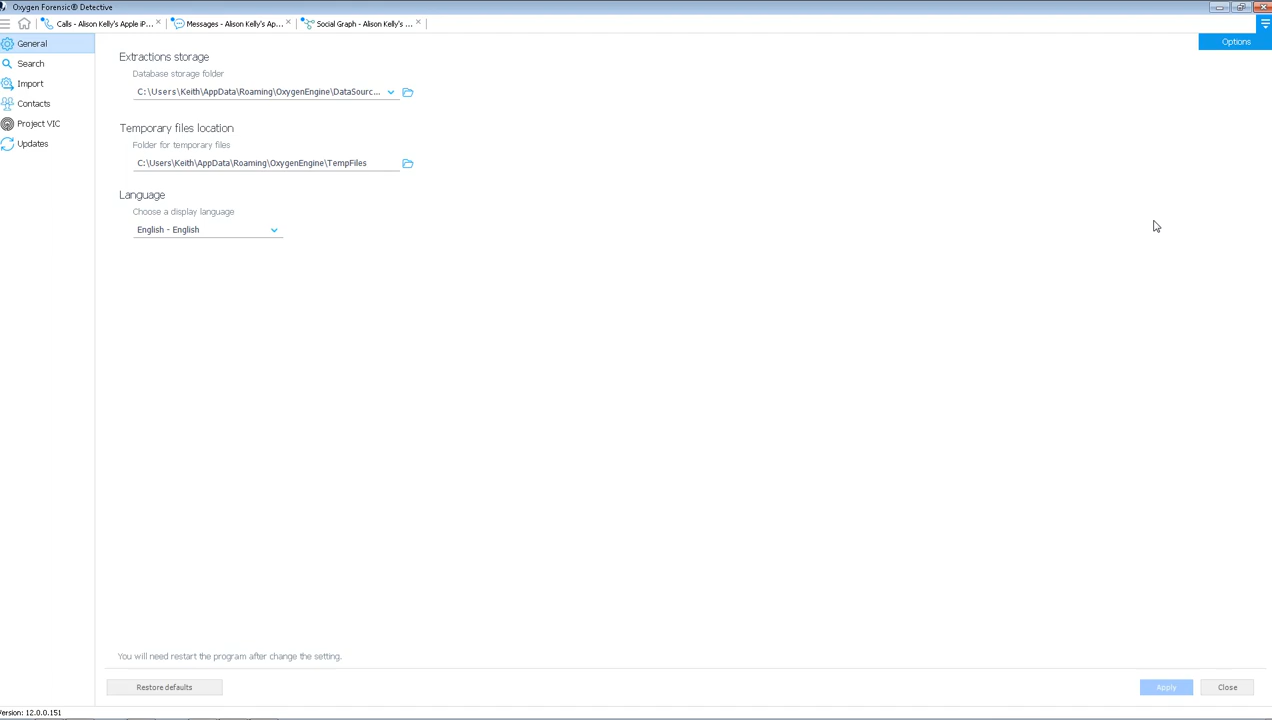 Oxygen Forensic® Detective
Calls - Alison Kelly's Apple iP...
Messages - Alison Kelly's Ap...
Social Graph - Alison Kelly's ...
Options
General
Search
Import
Contacts
Project VIC
Updates
Extractions storage
Database storage folder
C:\Users\Keith\AppData\Roaming\OxygenEngine\DataSourc...
Temporary files location
Folder for temporary files
C:\Users\Keith\AppData\Roaming\OxygenEngine\TempFiles
Language
Choose a display language
English - English
You will need restart the program after change the setting.
Restore defaults
Apply
Close
Version: 12.0.0.151